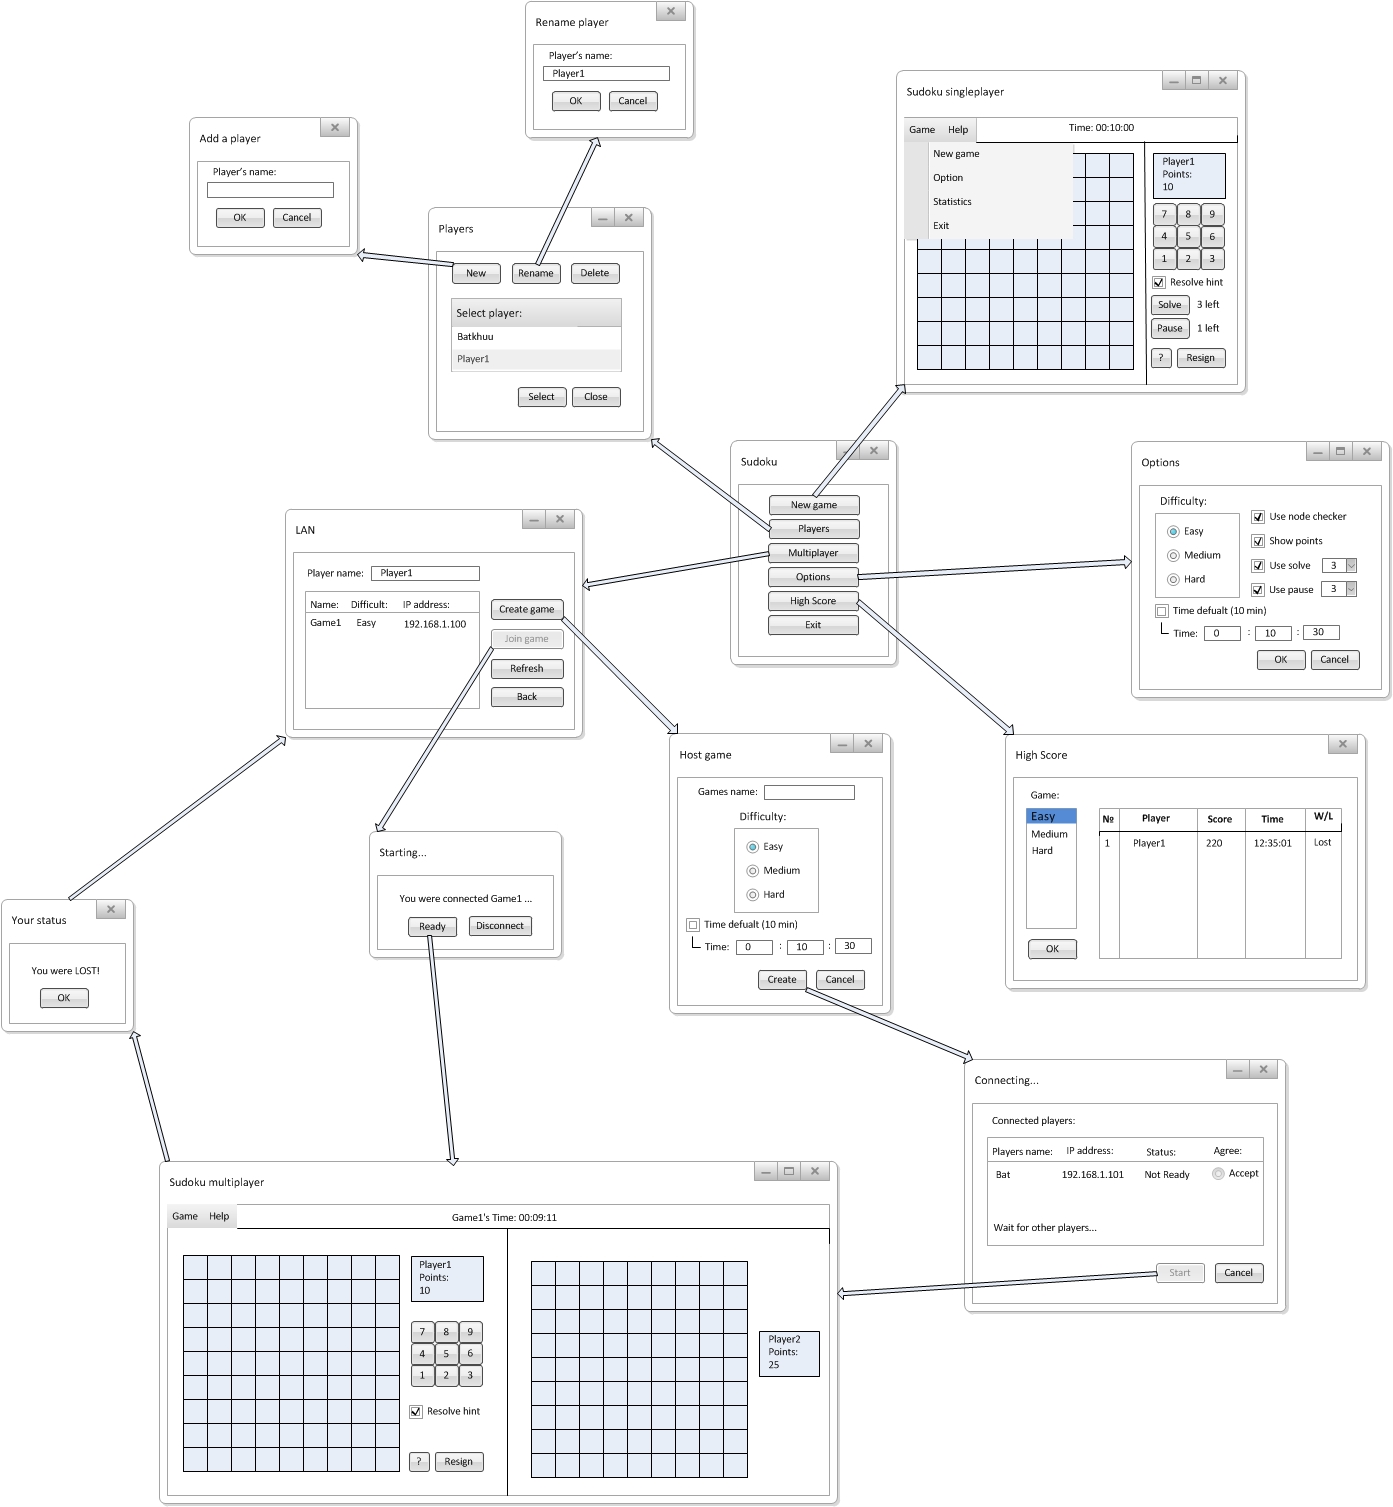 Rename player
Player's name:
Player1
OK Cancel
Add a player
Player's name:
OK Cancel
Sudoku singleplayer
Game Help Time: 00:10:00
New game
Option
Statistics
Exit
Player1
Points:
10
7 8 9
4 5 6
1 2 3
Resolve hint
Solve 3 left
Pause 1 left
? Resign
Players
New Rename Delete
Select player:
Batkhuu
Player1
Select Close
Sudoku
New game
Players
Multiplayer
Options
High Score
Exit
Options
Difficulty:
Easy
Medium
Hard
Use node checker
Show points
Use solve 3
Use pause 3
Time defualt (10 min)
Time: 0 : 10 : 30
OK Cancel
LAN
Player name: Player1
Name: Difficult: IP address:
Game1 Easy 192.168.1.100
Create game
Join game
Refresh
Back
Host game
Games name:
Difficulty:
Easy
Medium
Hard
Time defualt (10 min)
Time: 0 : 10 : 30
Create Cancel
High Score
Game:
Easy
Medium
Hard
OK
№ Player Score Time W/L
1 Player1 220 12:35:01 Lost
Starting...
You were connected Game1 ...
Ready Disconnect
Your status
You were LOST!
OK
Connecting...
Connected players:
Players name: IP address: Status: Agree:
Bat 192.168.1.101 Not Ready Accept
Wait for other players...
Start Cancel
Sudoku multiplayer
Game Help Game1's Time: 00:09:11
Player1
Points:
10
7 8 9
4 5 6
1 2 3
Resolve hint
? Resign
Player2
Points:
25